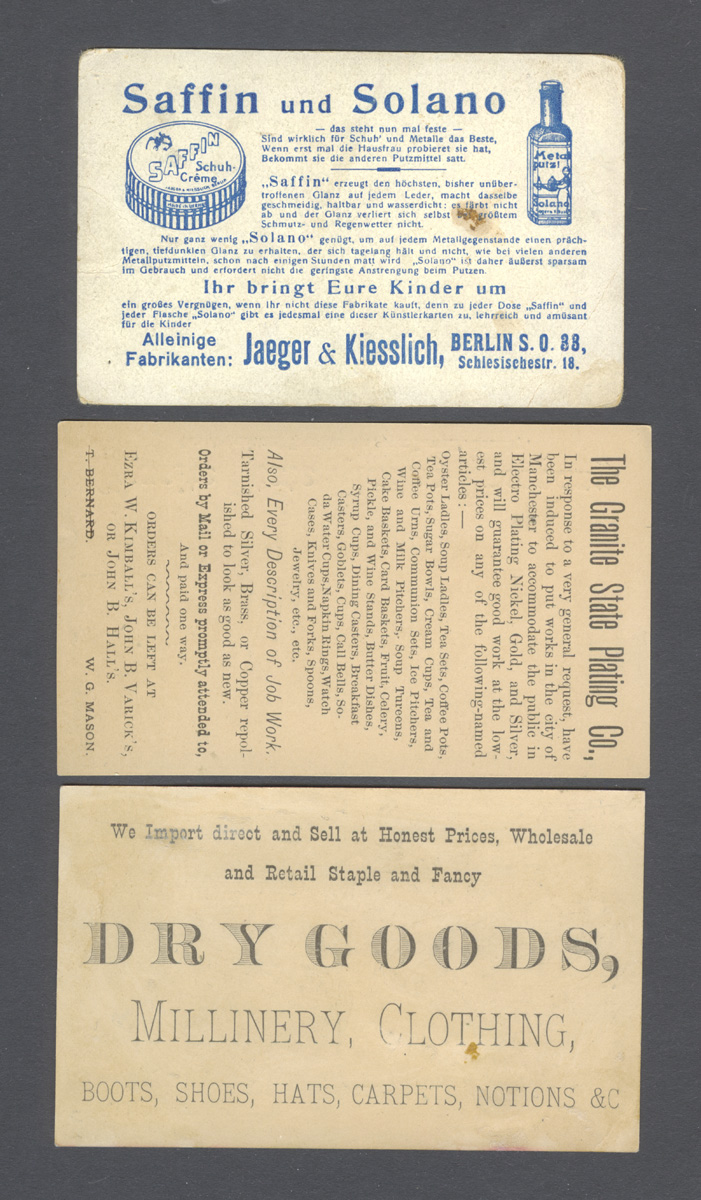 Saffin und Solano
— das steht nun mal feste —
Sind wirklich für Schuh' und Metalle das Beste,
Wenn erst mal die Hausfrau probieret sie hat,
Bekommt sie die anderen Putzmittel satt.
SAFFIN
Schuh-
Crême
JAEGER & KIESSLICH, BERLIN
Metall
putz!
Solano
„Saffin“ erzeugt den höchsten, bisher unüber-
troffenen Glanz auf jedem Leder, macht dasselbe
geschmeidig, haltbar und wasserdicht; es färbt nicht
ab und der Glanz verliert sich selbst größtem
Schmutz- und Regenwetter nicht.
Nur ganz wenig „Solano“ genügt, um auf jedem Metallgegenstande einen präch-
tigen, tiefdunklen Glanz zu erhalten, der sich tagelang hält und nicht, wie bei vielen anderen
Metallputzmitteln, schon nach einigen Stunden matt wird „Solano“ ist daher äußerst sparsam
im Gebrauch und erfordert nicht die geringste Anstrengung beim Putzen.
Ihr bringt Eure Kinder um
ein großes Vergnügen, wenn Ihr nicht diese Fabrikate kauft, denn zu jeder Dose „Saffin“ und
jeder Flasche „Solano“ gibt es jedesmal eine dieser Künstlerkarten zu, lehrreich und amüsant
für die Kinder
Alleinige
Fabrikanten: Jaeger & Kiesslich, BERLIN S. O. 33,
Schlesischestr. 18.
The Granite State Plating Co.,
In response to a very general request, have
been induced to put works in the city of
Manchester to accommodate the public in
Electro Plating Nickel, Gold, and Silver,
and will guarantee good work at the low-
est prices on any of the following-named
articles :—
Oyster Ladles, Soup Ladles, Tea Sets, Coffee Pots,
Tea Pots, Sugar Bowls, Cream Cups, Tea and
Coffee Urns, Communion Sets, Ice Pitchers,
Wine and Milk Pitchers, Soup Tureens,
Cake Baskets, Card Baskets, Fruit, Celery,
Pickle, and Wine Stands, Butter Dishes,
Syrup Cups, Dining Casters, Breakfast
Casters, Goblets, Cups, Call Bells, So-
da Water Cups, Napkin Rings, Watch
Cases, Knives and Forks, Spoons,
Jewelry, etc., etc.
Also, Every Description of Job Work.
Tarnished Silver, Brass, or Copper repol-
ished to look as good as new.
Orders by Mail or Express promptly attended to,
And paid one way.
ORDERS CAN BE LEFT AT
EZRA W. KIMBALL'S, JOHN B. VARICK'S,
OR JOHN B. HALL'S.
T. BERNARD. W. G. MASON.
We Import direct and Sell at Honest Prices, Wholesale
and Retail Staple and Fancy
DRY GOODS,
MILLINERY, CLOTHING,
BOOTS, SHOES, HATS, CARPETS, NOTIONS &C